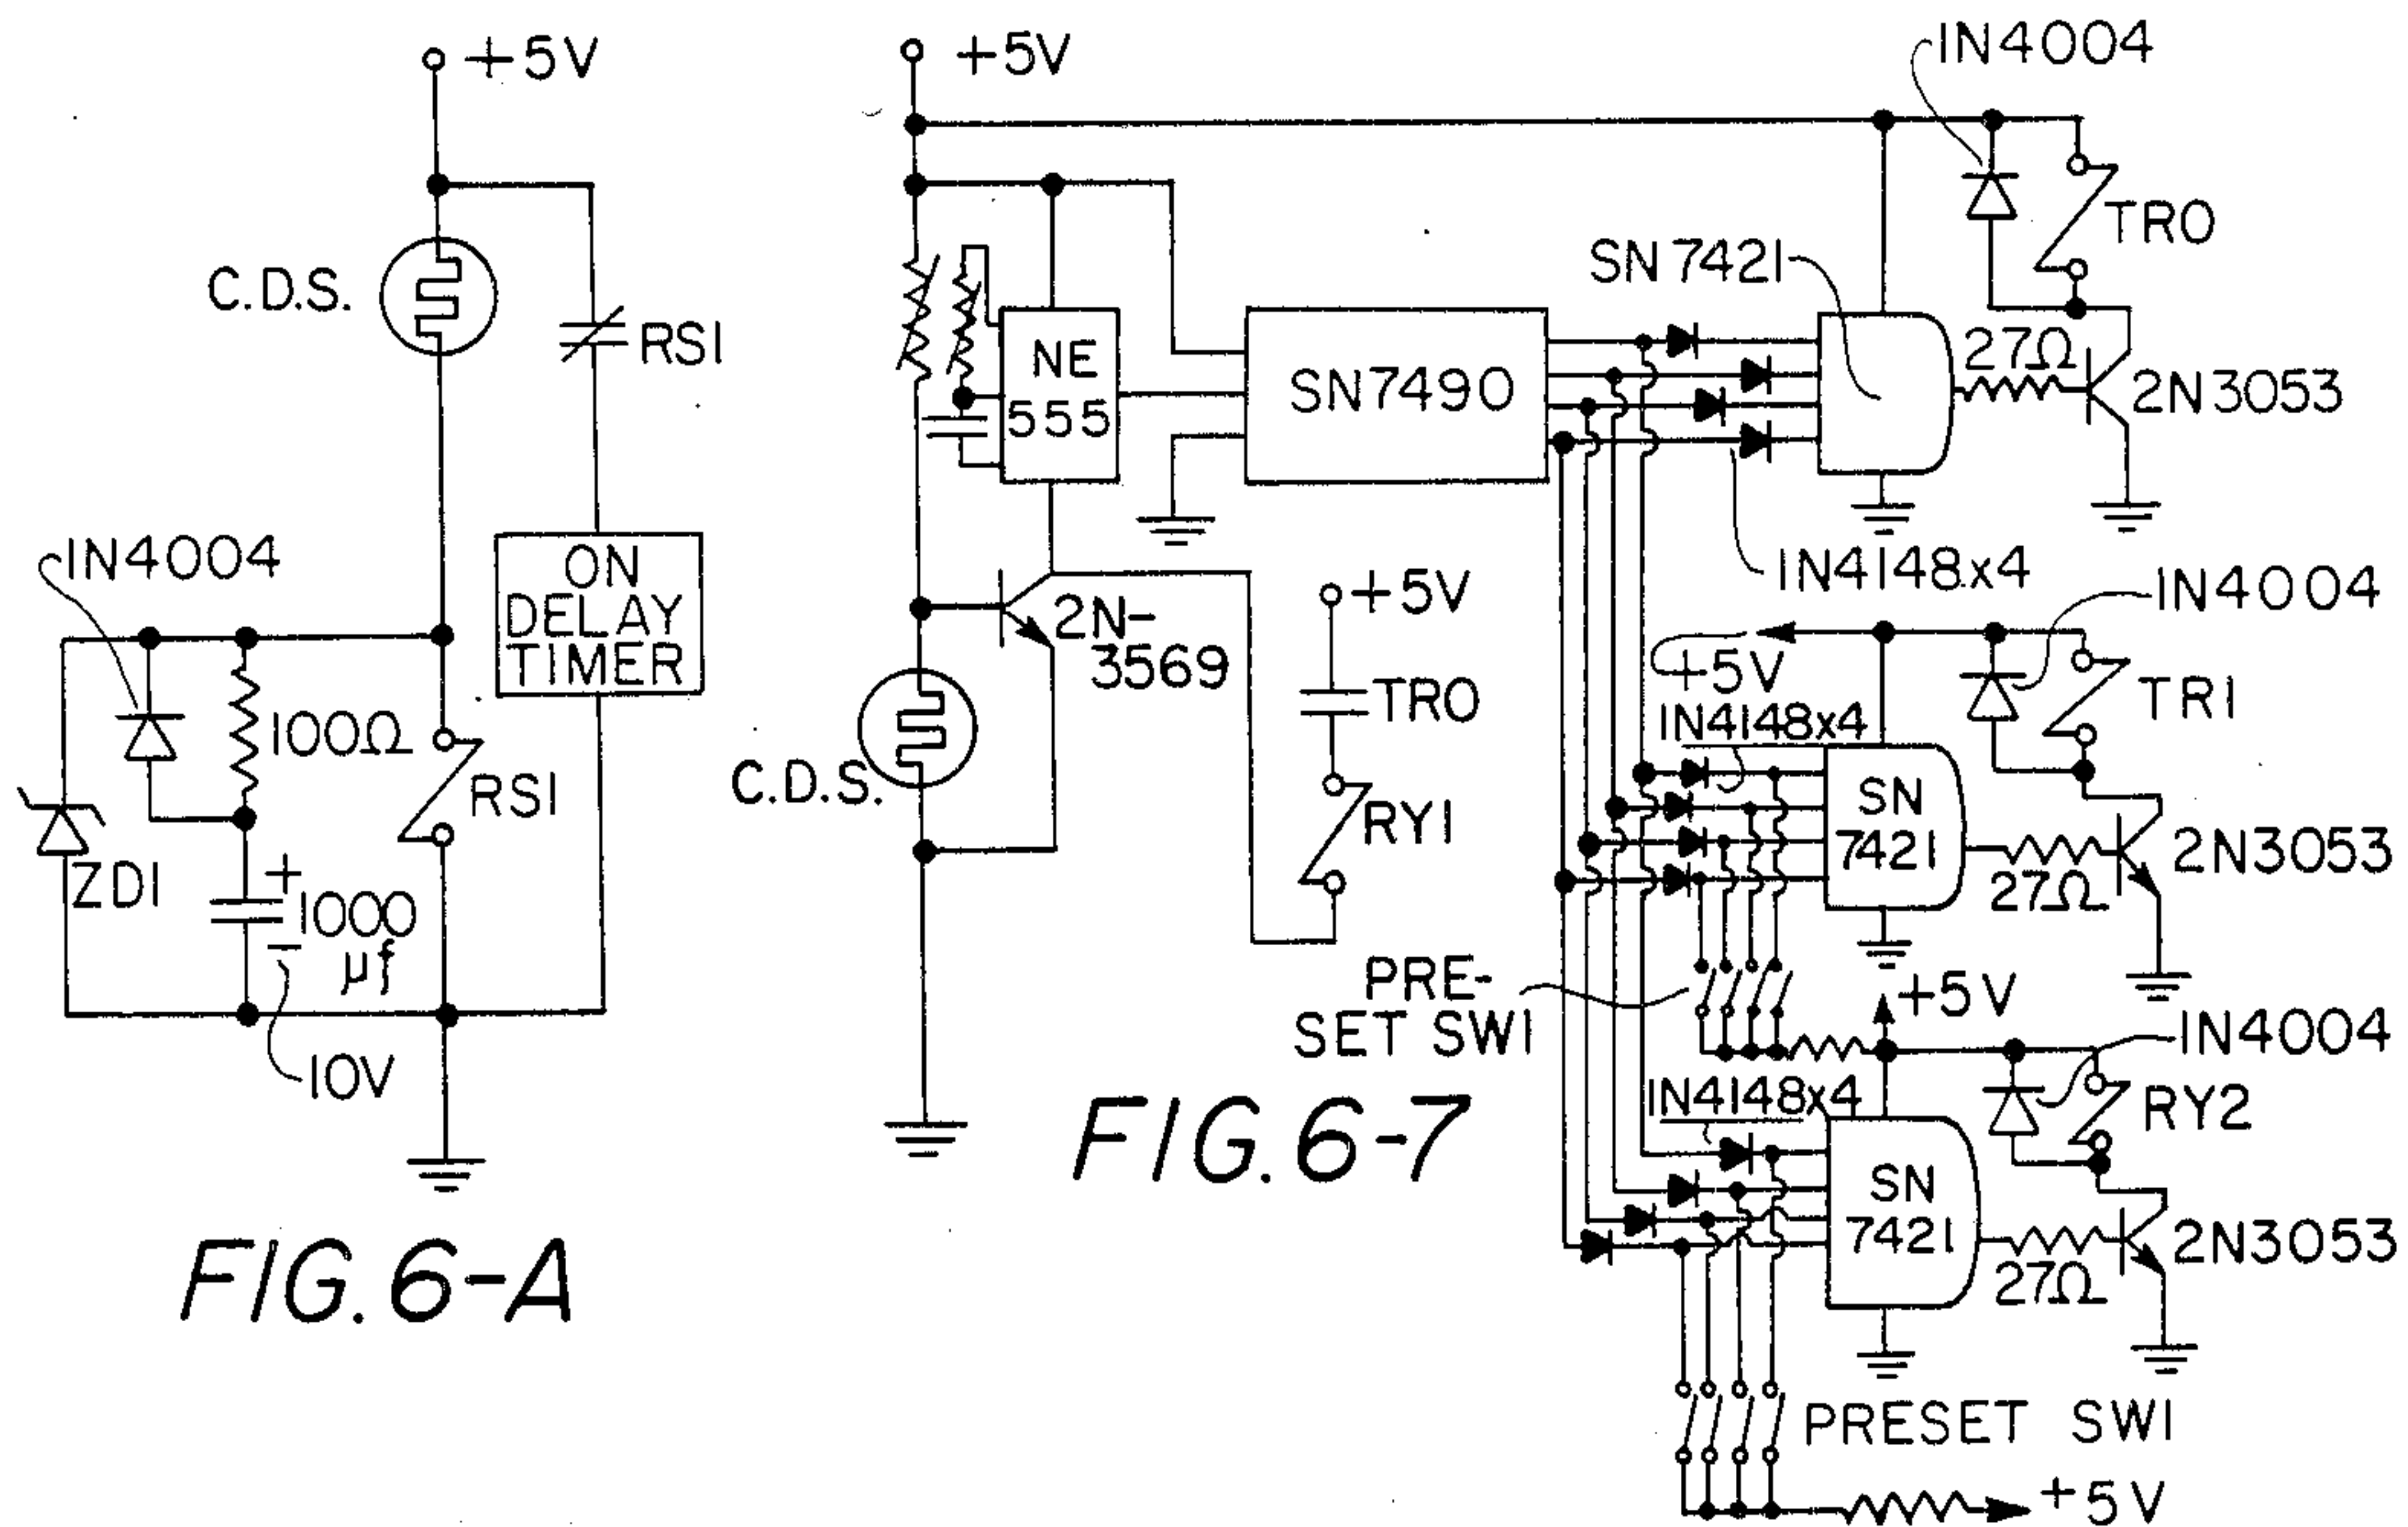 +5V
C.D.S.
RS1
ON
DELAY
TIMER
IN4004
100Ω
RS1
ZD1
+
1000
-
µf
10V
FIG.6-A
+5V
IN4004
TRO
SN7421
NE
555
SN7490
27Ω
2N3053
IN4148x4
2N-
3569
+5V
TRO
RY1
C.D.S.
IN4004
+5V
TR1
IN4148x4
SN
7421
27Ω
2N3053
PRE-
SET SW1
+5V
IN4004
RY2
IN4148x4
SN
7421
27Ω
2N3053
PRESET SW1
+5V
FIG.6-7